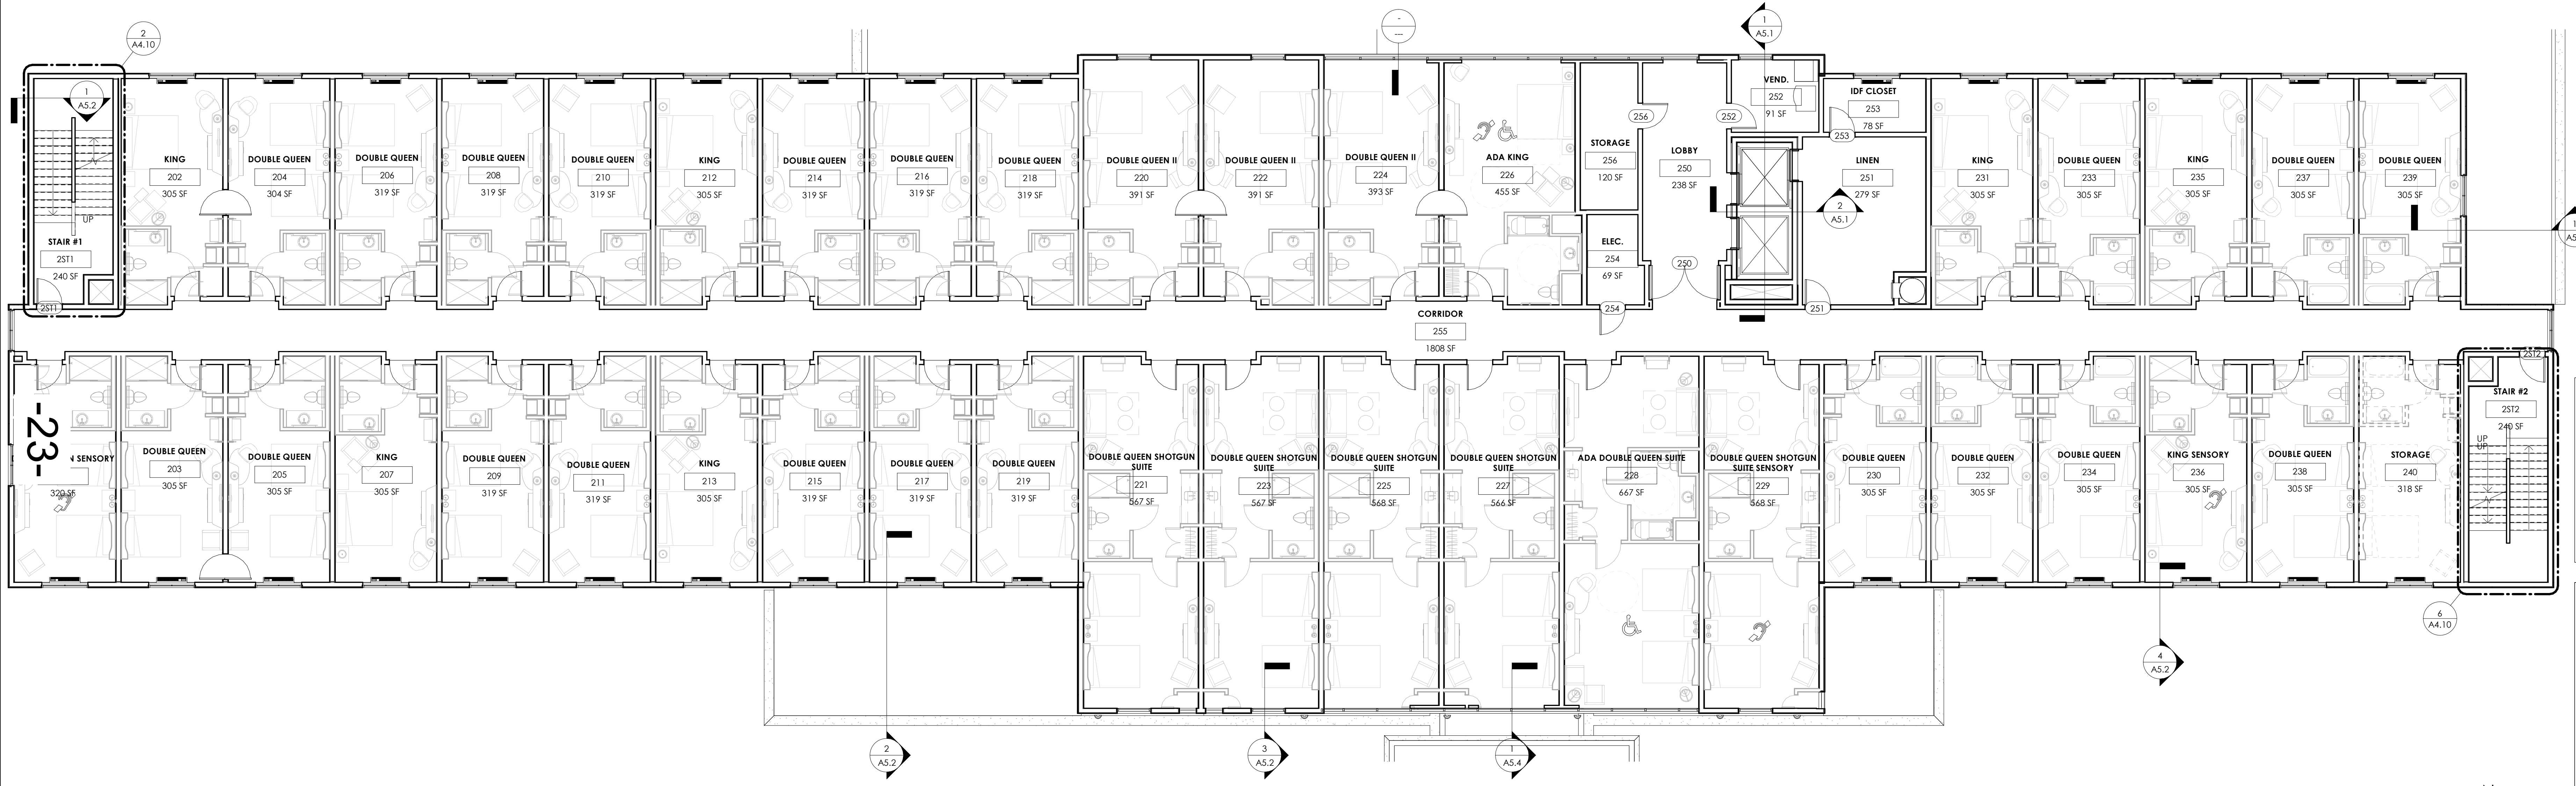 2
A4.10
-
---
1
A5.1
1
A5.2
UP
STAIR #1
2ST1
240 SF
2ST1
KING
202
305 SF
DOUBLE QUEEN
204
304 SF
DOUBLE QUEEN
206
319 SF
DOUBLE QUEEN
208
319 SF
DOUBLE QUEEN
210
319 SF
KING
212
305 SF
DOUBLE QUEEN
214
319 SF
DOUBLE QUEEN
216
319 SF
DOUBLE QUEEN
218
319 SF
DOUBLE QUEEN II
220
391 SF
DOUBLE QUEEN II
222
391 SF
DOUBLE QUEEN II
224
393 SF
ADA KING
226
455 SF
STORAGE
256
120 SF
256
ELEC.
254
69 SF
254
LOBBY
250
238 SF
250
252
VEND.
252
91 SF
IDF CLOSET
253
78 SF
253
LINEN
251
279 SF
2
A5.1
251
KING
231
305 SF
DOUBLE QUEEN
233
305 SF
KING
235
305 SF
DOUBLE QUEEN
237
305 SF
DOUBLE QUEEN
239
305 SF
CORRIDOR
255
1808 SF
-23-
N SENSORY
320 SF
DOUBLE QUEEN
203
305 SF
DOUBLE QUEEN
205
305 SF
KING
207
305 SF
DOUBLE QUEEN
209
319 SF
DOUBLE QUEEN
211
319 SF
KING
213
305 SF
DOUBLE QUEEN
215
319 SF
DOUBLE QUEEN
217
319 SF
DOUBLE QUEEN
219
319 SF
DOUBLE QUEEN SHOTGUN
SUITE
221
567 SF
DOUBLE QUEEN SHOTGUN
SUITE
223
567 SF
DOUBLE QUEEN SHOTGUN
SUITE
225
568 SF
DOUBLE QUEEN SHOTGUN
SUITE
227
566 SF
ADA DOUBLE QUEEN SUITE
228
667 SF
DOUBLE QUEEN SHOTGUN
SUITE SENSORY
229
568 SF
DOUBLE QUEEN
230
305 SF
DOUBLE QUEEN
232
305 SF
DOUBLE QUEEN
234
305 SF
KING SENSORY
236
305 SF
DOUBLE QUEEN
238
305 SF
STORAGE
240
318 SF
2ST2
STAIR #2
2ST2
240 SF
UP
UP
6
A4.10
4
A5.2
2
A5.2
3
A5.2
1
A5.4